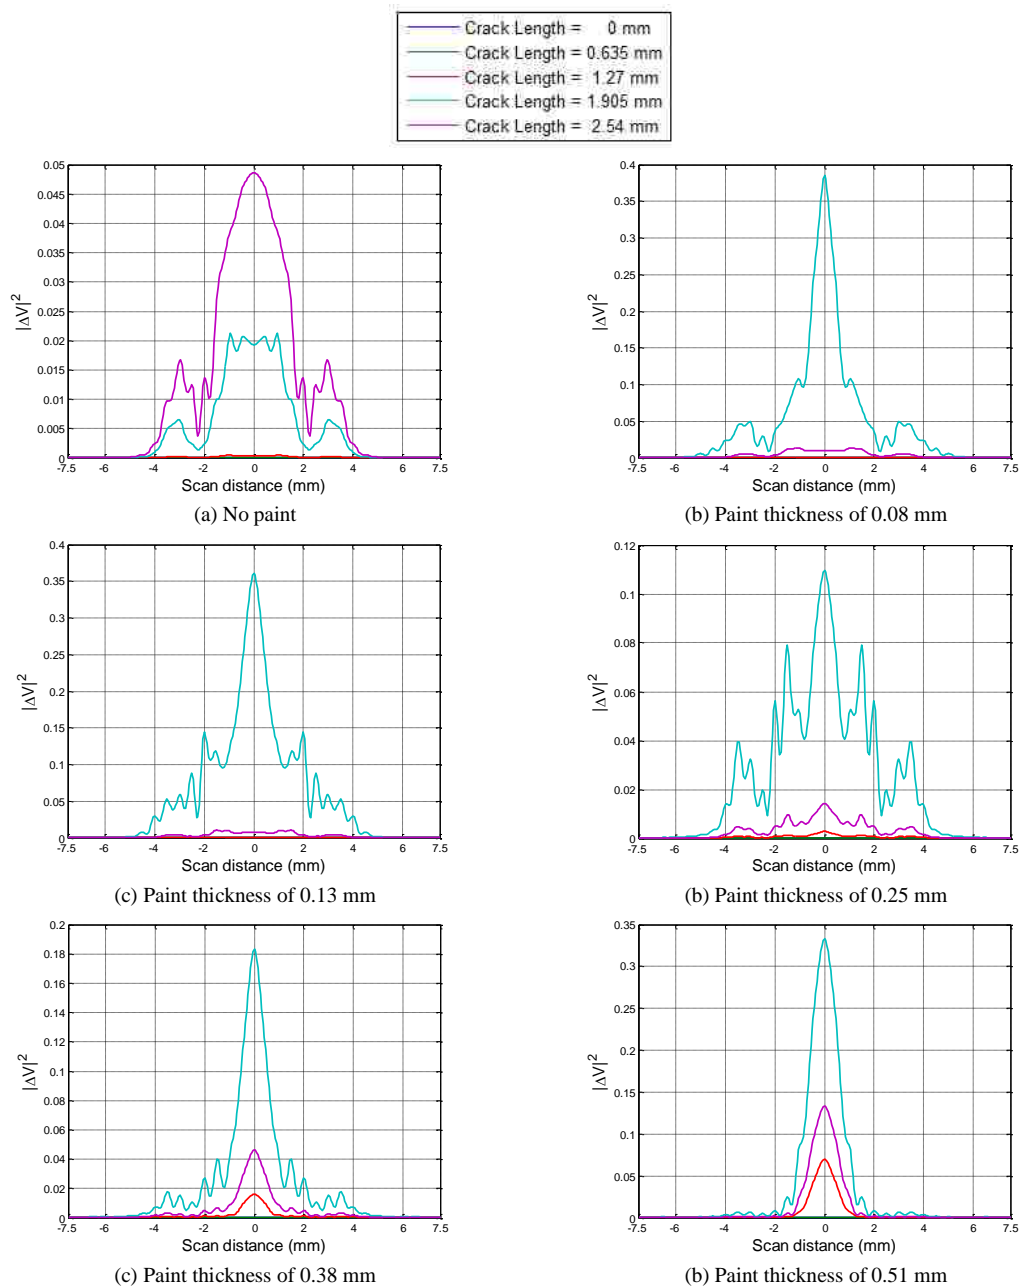 Crack Length = 0 mm
Crack Length = 0.635 mm
Crack Length = 1.27 mm
Crack Length = 1.905 mm
Crack Length = 2.54 mm
0.05
0.045
0.04
0.035
0.03
0.025
0.02
0.015
0.01
0.005
0
|ΔV|²
-7.5 -6 -4 -2 0 2 4 6 7.5
Scan distance (mm)
(a) No paint
0.4
0.35
0.3
0.25
0.2
0.15
0.1
0.05
0
|ΔV|²
-7.5 -6 -4 -2 0 2 4 6 7.5
Scan distance (mm)
(b) Paint thickness of 0.08 mm
0.4
0.35
0.3
0.25
0.2
0.15
0.1
0.05
0
|ΔV|²
-7.5 -6 -4 -2 0 2 4 6 7.5
Scan distance (mm)
(c) Paint thickness of 0.13 mm
0.12
0.1
0.08
0.06
0.04
0.02
0
|ΔV|²
-7.5 -6 -4 -2 0 2 4 6 7.5
Scan distance (mm)
(b) Paint thickness of 0.25 mm
0.2
0.18
0.16
0.14
0.12
0.1
0.08
0.06
0.04
0.02
0
|ΔV|²
-7.5 -6 -4 -2 0 2 4 6 7.5
Scan distance (mm)
(c) Paint thickness of 0.38 mm
0.35
0.3
0.25
0.2
0.15
0.1
0.05
0
|ΔV|²
-7.5 -6 -4 -2 0 2 4 6 7.5
Scan distance (mm)
(b) Paint thickness of 0.51 mm